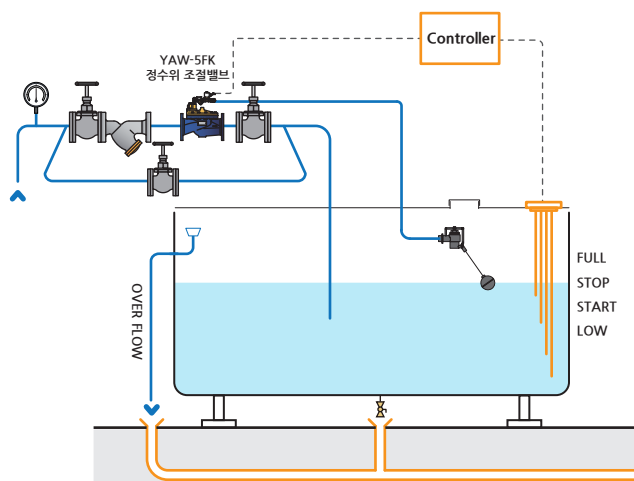 Controller
YAW-5FK
정수위 조절밸브
FULL
STOP
START
LOW
OVER FLOW